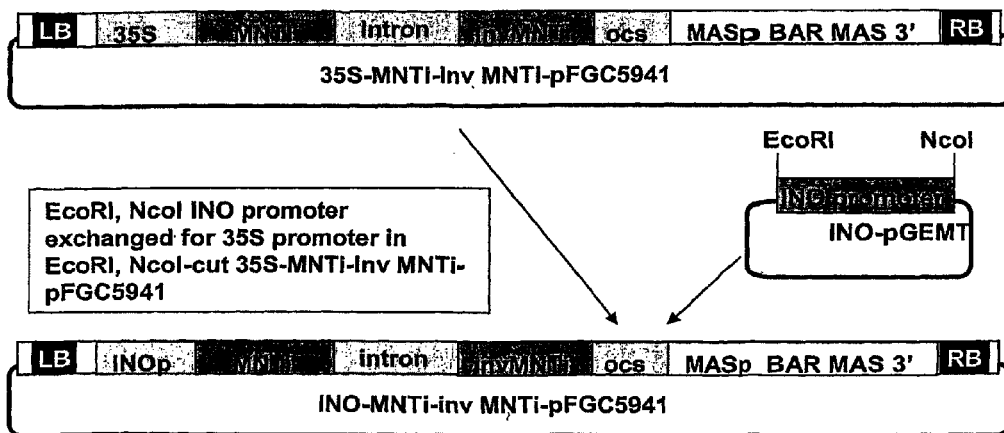 LB 35S MNTi Intron invMNTi ocs MASp BAR MAS 3' RB
35S-MNTi-Inv MNTi-pFGC5941
EcoRI NcoI
INO promoter
INO-pGEMT
EcoRI, NcoI INO promoter
exchanged for 35S promoter in
EcoRI, NcoI-cut 35S-MNTi-Inv MNTi-
pFGC5941
LB INOp MNTi intron invMNTi ocs MASp BAR MAS 3' RB
INO-MNTi-inv MNTi-pFGC5941